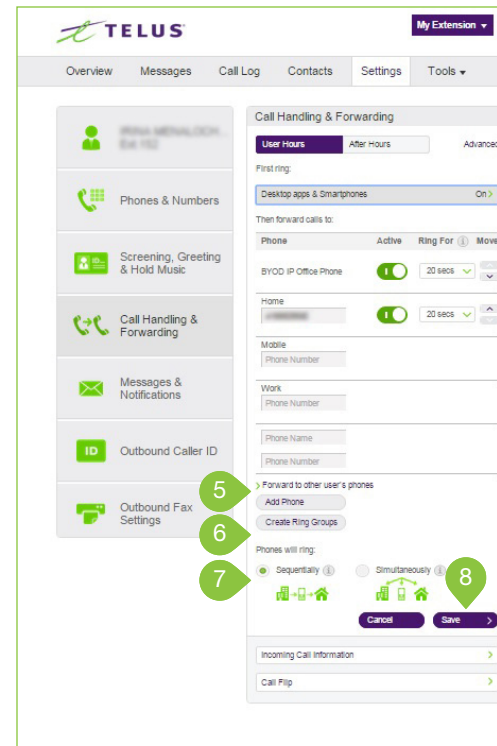 TELUS
My Extension
Overview Messages Call Log Contacts Settings Tools
Call Handling & Forwarding
User Hours After Hours Advanced
First ring:
Desktop apps & Smartphones On
Then forward calls to:
Phone Active Ring For Move
BYOD IP Office Phone 20 secs
Home
20 secs
Mobile
Phone Number
Work
Phone Number
Phone Name
Phone Number
Forward to other user's phones
Add Phone
Create Ring Groups
Phones will ring:
Sequentially Simultaneously
Cancel Save
Incoming Call Information
Call Flip
Ext 152
Phones & Numbers
Screening, Greeting
& Hold Music
Call Handling &
Forwarding
Messages &
Notifications
ID Outbound Caller ID
Outbound Fax
Settings
5
6
7
8